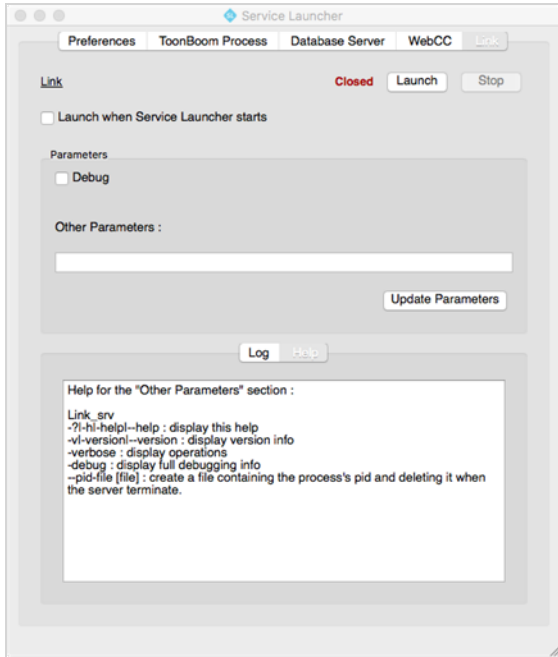 Service Launcher
Preferences ToonBoom Process Database Server WebCC Link
Link Closed Launch Stop
Launch when Service Launcher starts
Parameters
Debug
Other Parameters :
Update Parameters
Log Help
Help for the "Other Parameters" section :
Link_srv
-?|-h|-help|--help : display this help
-v|-version|--version : display version info
-verbose : display operations
-debug : display full debugging info
--pid-file [file] : create a file containing the process's pid and deleting it when
the server terminate.